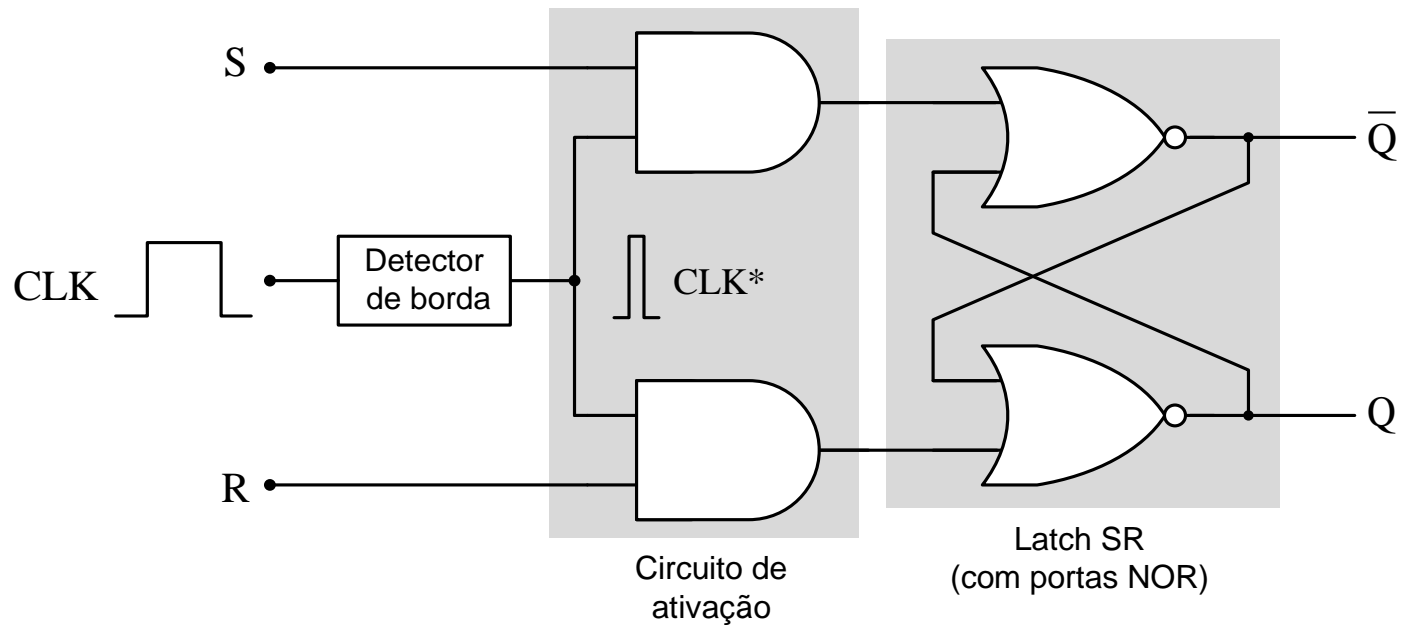 S
Q̅
Detector
de borda
CLK
CLK*
Q
R
Circuito de
ativação
Latch SR
(com portas NOR)